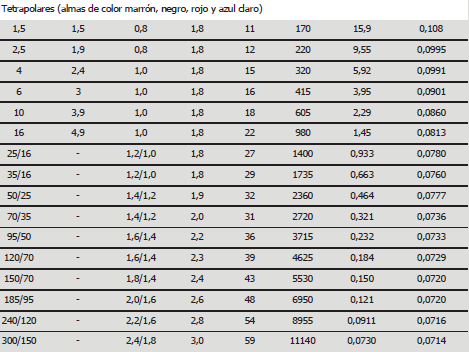 Tetrapolares (almas de color marrón, negro, rojo y azul claro)
1,5 1,5 0,8 1,8 11 170 15,9 0,108
2,5 1,9 0,8 1,8 12 220 9,55 0,0995
4 2,4 1,0 1,8 15 320 5,92 0,0991
6 3 1,0 1,8 16 415 3,95 0,0901
10 3,9 1,0 1,8 18 605 2,29 0,0860
16 4,9 1,0 1,8 22 980 1,45 0,0813
25/16 - 1,2/1,0 1,8 27 1400 0,933 0,0780
35/16 - 1,2/1,0 1,8 29 1735 0,663 0,0760
50/25 - 1,4/1,2 1,9 32 2360 0,464 0,0777
70/35 - 1,4/1,2 2,0 31 2720 0,321 0,0736
95/50 - 1,6/1,4 2,2 36 3715 0,232 0,0733
120/70 - 1,6/1,4 2,3 39 4625 0,184 0,0729
150/70 - 1,8/1,4 2,4 43 5530 0,150 0,0720
185/95 - 2,0/1,6 2,6 48 6950 0,121 0,0720
240/120 - 2,2/1,6 2,8 54 8955 0,0911 0,0716
300/150 - 2,4/1,8 3,0 59 11140 0,0730 0,0714